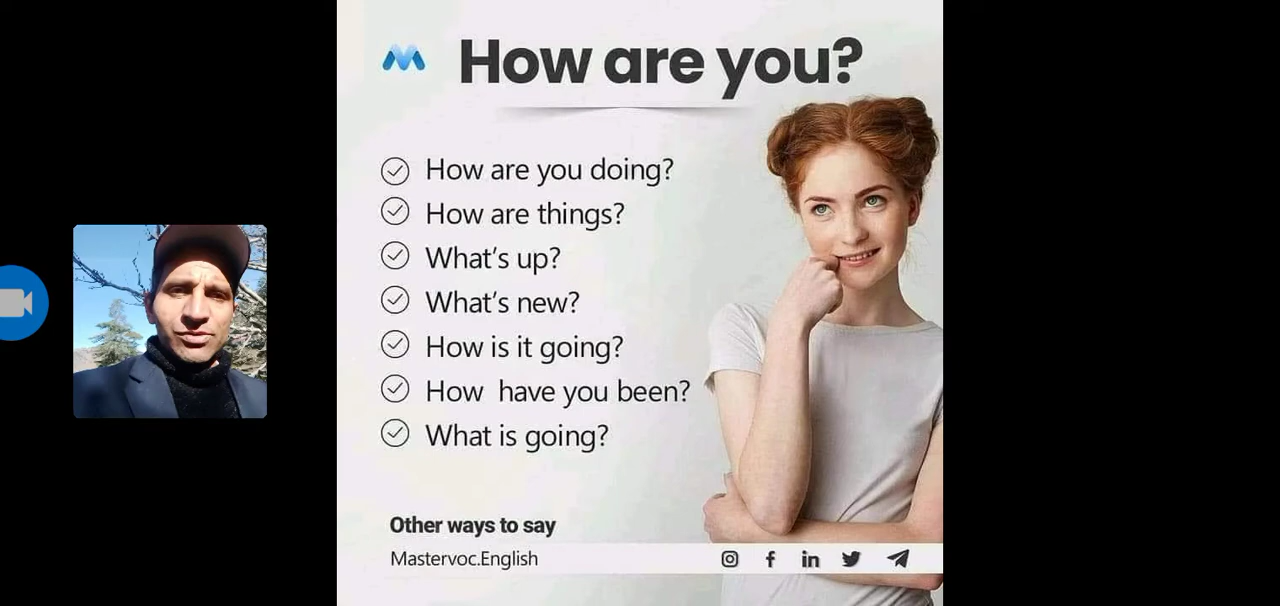 How are you?
How are you doing?
How are things?
What's up?
What's new?
How is it going?
How have you been?
What is going?
Other ways to say
Mastervoc.English